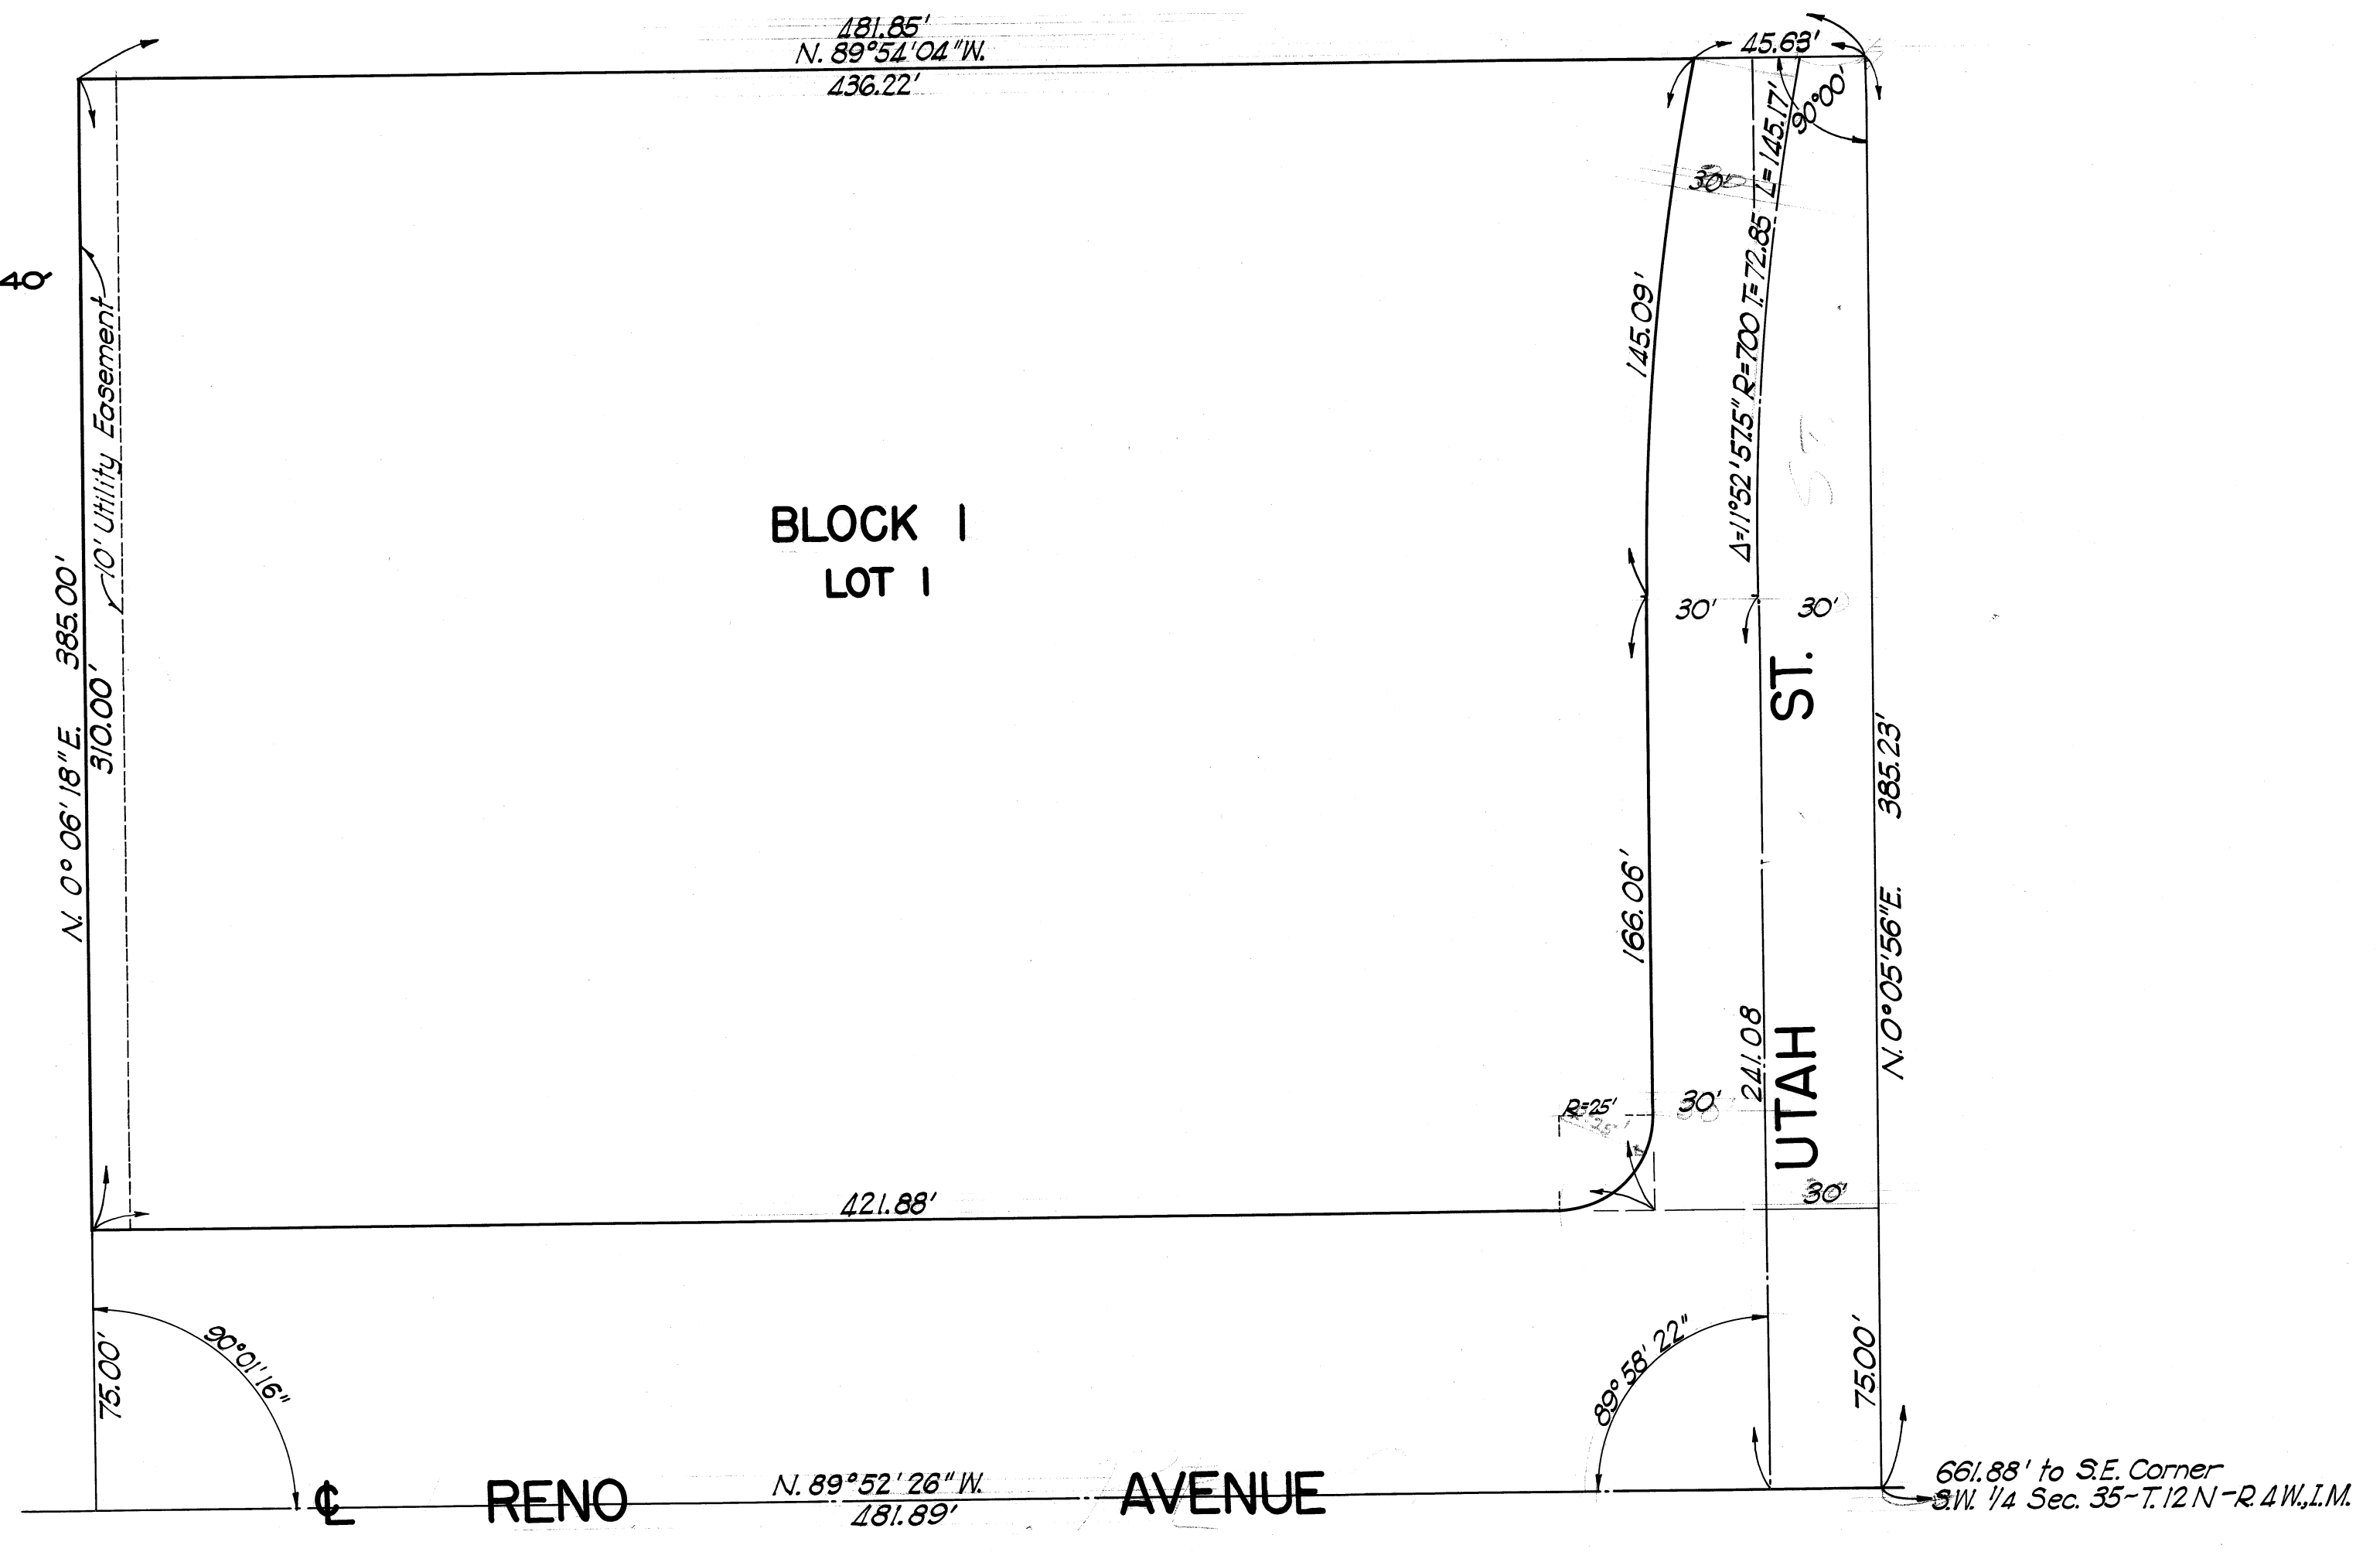 481.85'
N. 89°54'04"W.
436.22'
45.63'
90°00'
30'
Δ=11°52'57.5" R=700 T=72.85 L=145.17'
145.09'
10' Utility Easement
N. 0°06'18"E. 385.00'
310.00'
BLOCK 1
LOT 1
30'
30'
UTAH ST.
ST.
166.06'
241.08
N. 0°05'56"E. 385.23'
R=25'
30'
30'
421.88'
75.00'
90°01'16"
89°58'22"
75.00'
℄ RENO AVENUE
N. 89°52'26"W.
481.89'
661.88' to S.E. Corner
S.W. 1/4 Sec. 35~T.12N-R.4W.,I.M.